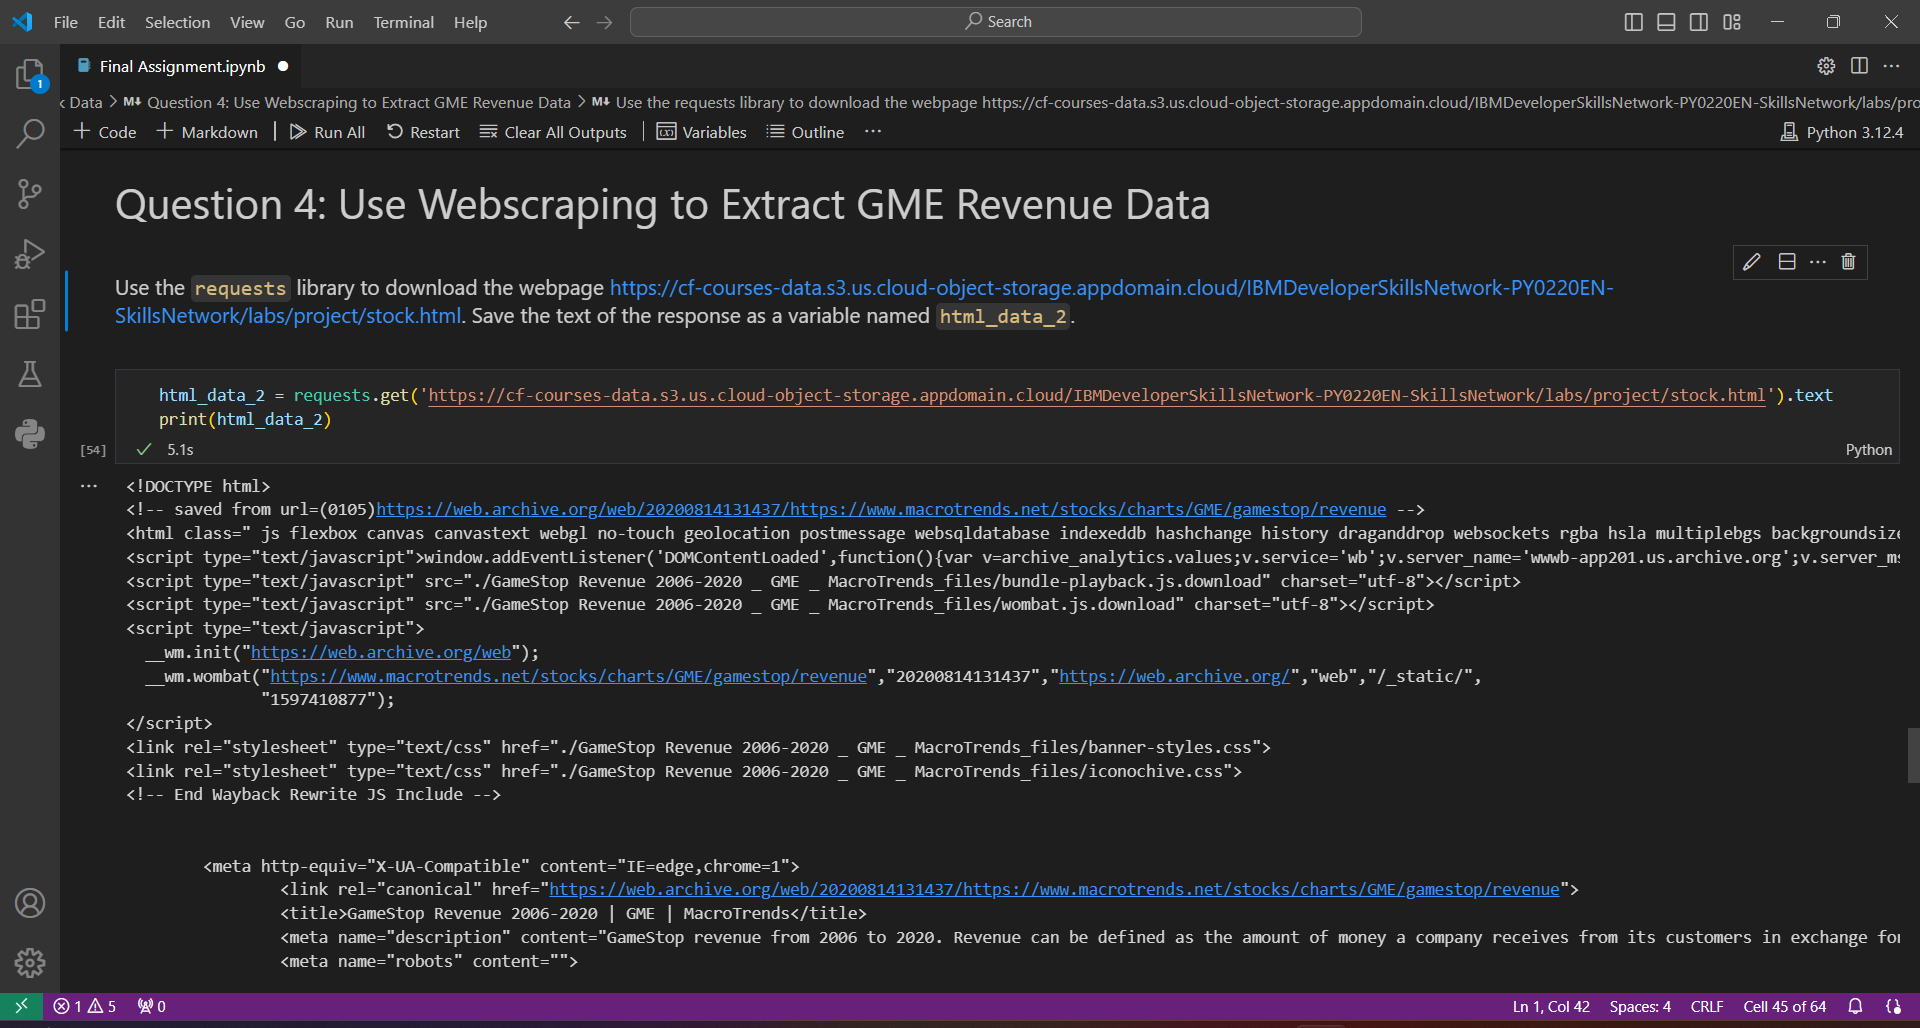 File Edit Selection View Go Run Terminal Help Search
Final Assignment.ipynb
Data > M↓ Question 4: Use Webscraping to Extract GME Revenue Data > M↓ Use the requests library to download the webpage https://cf-courses-data.s3.us.cloud-object-storage.appdomain.cloud/IBMDeveloperSkillsNetwork-PY0220EN-SkillsNetwork/labs/pro
+ Code + Markdown Run All Restart Clear All Outputs Variables Outline ... Python 3.12.4
Question 4: Use Webscraping to Extract GME Revenue Data
Use the requests library to download the webpage https://cf-courses-data.s3.us.cloud-object-storage.appdomain.cloud/IBMDeveloperSkillsNetwork-PY0220EN-
SkillsNetwork/labs/project/stock.html. Save the text of the response as a variable named html_data_2.
html_data_2 = requests.get('https://cf-courses-data.s3.us.cloud-object-storage.appdomain.cloud/IBMDeveloperSkillsNetwork-PY0220EN-SkillsNetwork/labs/project/stock.html').text
print(html_data_2)
[54] 5.1s Python
<!DOCTYPE html>
<!-- saved from url=(0105)https://web.archive.org/web/20200814131437/https://www.macrotrends.net/stocks/charts/GME/gamestop/revenue -->
<html class=" js flexbox canvas canvastext webgl no-touch geolocation postmessage websqldatabase indexeddb hashchange history draganddrop websockets rgba hsla multiplebgs backgroundsize
<script type="text/javascript">window.addEventListener('DOMContentLoaded',function(){var v=archive_analytics.values;v.service='wb';v.server_name='wwwb-app201.us.archive.org';v.server_ms
<script type="text/javascript" src="./GameStop Revenue 2006-2020 _ GME _ MacroTrends_files/bundle-playback.js.download" charset="utf-8"></script>
<script type="text/javascript" src="./GameStop Revenue 2006-2020 _ GME _ MacroTrends_files/wombat.js.download" charset="utf-8"></script>
<script type="text/javascript">
__wm.init("https://web.archive.org/web");
__wm.wombat("https://www.macrotrends.net/stocks/charts/GME/gamestop/revenue","20200814131437","https://web.archive.org/","web","/_static/",
"1597410877");
</script>
<link rel="stylesheet" type="text/css" href="./GameStop Revenue 2006-2020 _ GME _ MacroTrends_files/banner-styles.css">
<link rel="stylesheet" type="text/css" href="./GameStop Revenue 2006-2020 _ GME _ MacroTrends_files/iconochive.css">
<!-- End Wayback Rewrite JS Include -->
<meta http-equiv="X-UA-Compatible" content="IE=edge,chrome=1">
<link rel="canonical" href="https://web.archive.org/web/20200814131437/https://www.macrotrends.net/stocks/charts/GME/gamestop/revenue">
<title>GameStop Revenue 2006-2020 | GME | MacroTrends</title>
<meta name="description" content="GameStop revenue from 2006 to 2020. Revenue can be defined as the amount of money a company receives from its customers in exchange for
<meta name="robots" content="">
1 5 0 Ln 1, Col 42 Spaces: 4 CRLF Cell 45 of 64